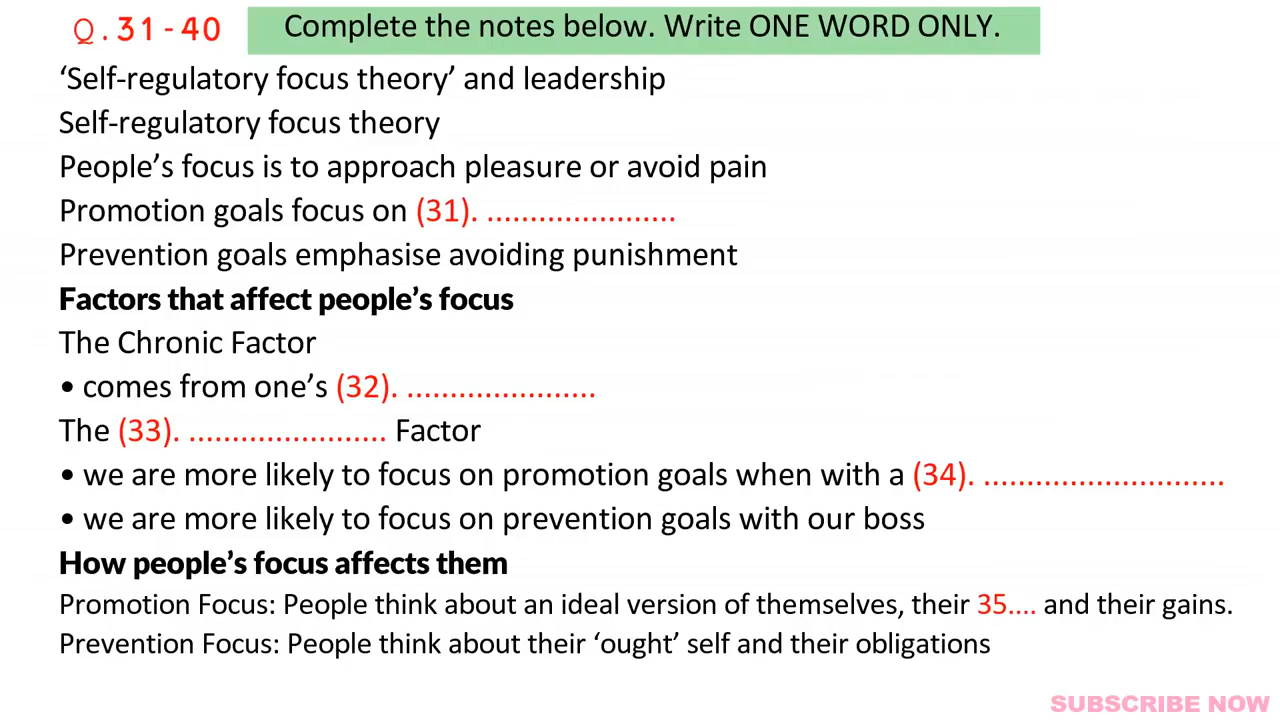 Q.31-40
Complete the notes below. Write ONE WORD ONLY.
‘Self-regulatory focus theory’ and leadership
Self-regulatory focus theory
People’s focus is to approach pleasure or avoid pain
Promotion goals focus on (31). ......................
Prevention goals emphasise avoiding punishment
Factors that affect people’s focus
The Chronic Factor
• comes from one’s (32). ......................
The (33). ....................... Factor
• we are more likely to focus on promotion goals when with a (34). ............................
• we are more likely to focus on prevention goals with our boss
How people’s focus affects them
Promotion Focus: People think about an ideal version of themselves, their 35.... and their gains.
Prevention Focus: People think about their ‘ought’ self and their obligations
SUBSCRIBE NOW